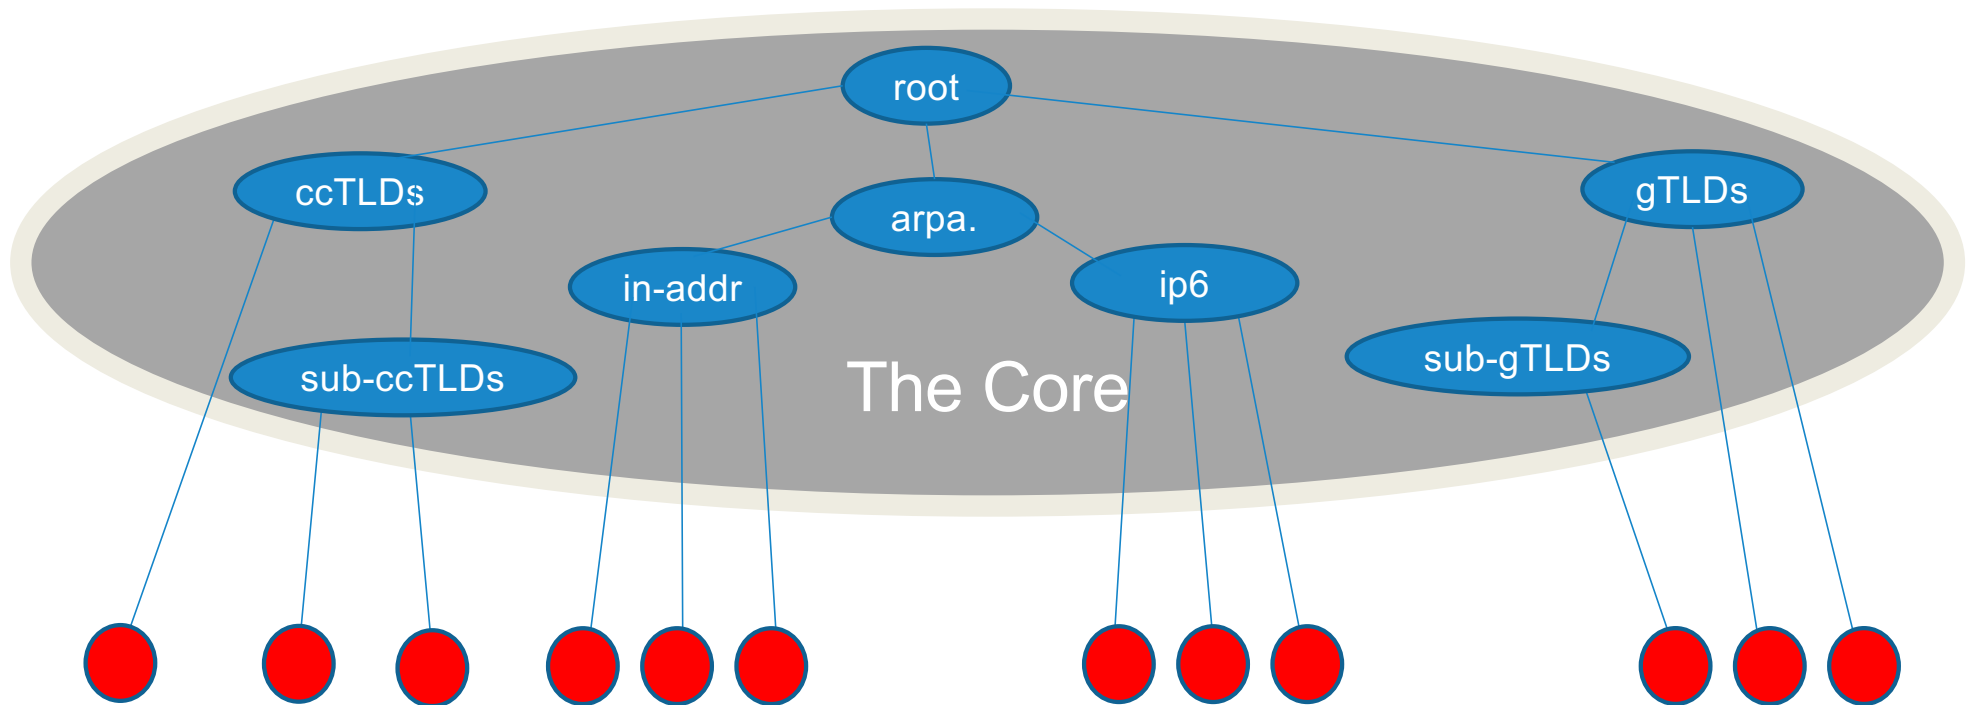 root
ccTLDs
gTLDs
arpa.
in-addr
ip6
sub-ccTLDs
sub-gTLDs
The Core